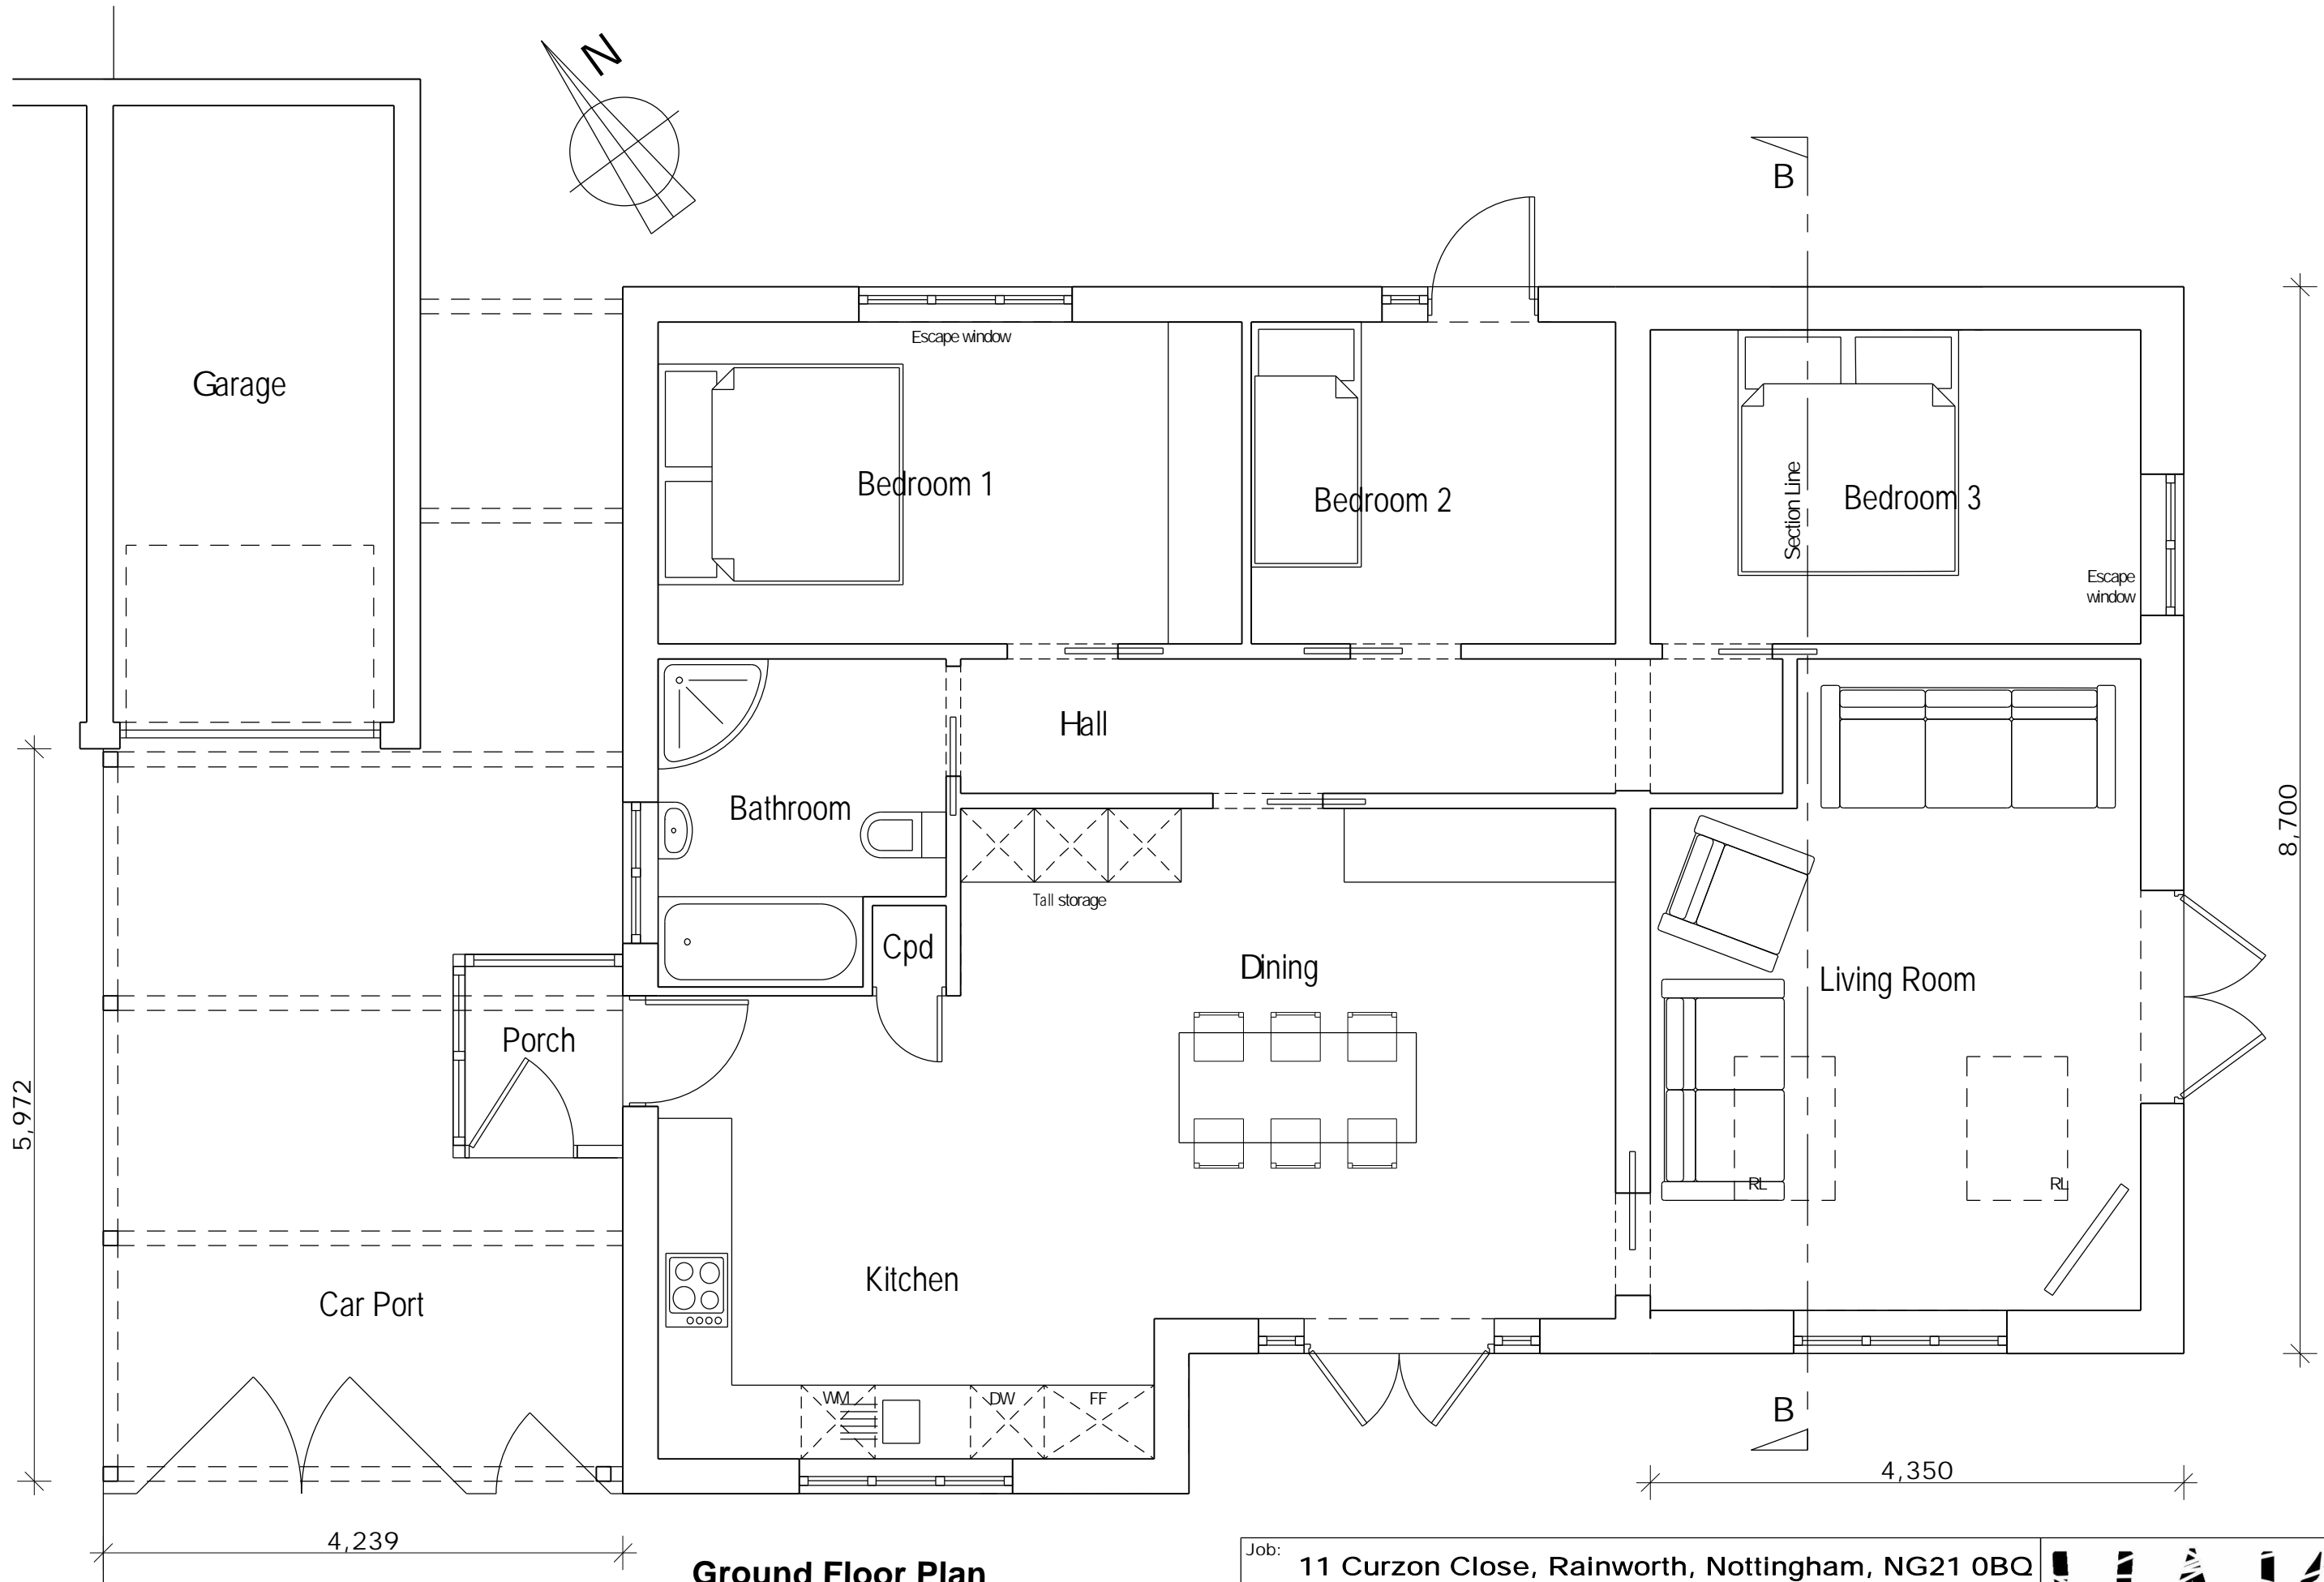 N
B
Garage
Escape window
Bedroom 1
Bedroom 2
Section Line
Bedroom 3
Escape
window
Hall
Bathroom
8,700
Tall storage
Cpd
Dining
Living Room
Porch
5,972
RL
RL
Kitchen
Car Port
WM
DW
FF
B
4,350
4,239
Ground Floor Plan
Job:
11 Curzon Close, Rainworth, Nottingham, NG21 0BQ